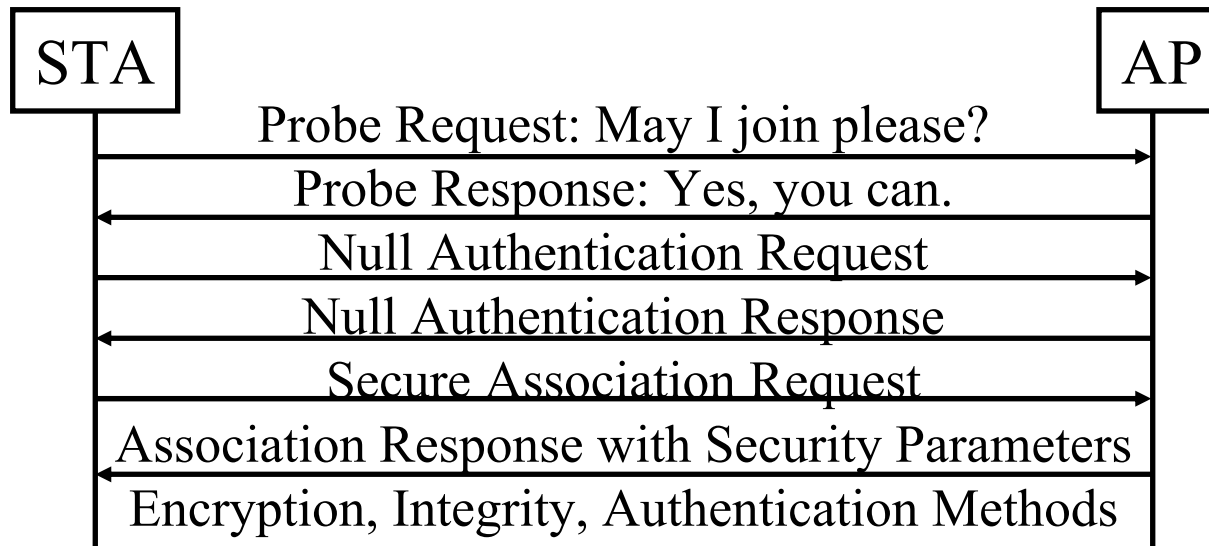 STA
AP
Probe Request: May I join please?
Probe Response: Yes, you can.
Null Authentication Request
Null Authentication Response
Secure Association Request
Association Response with Security Parameters
Encryption, Integrity, Authentication Methods